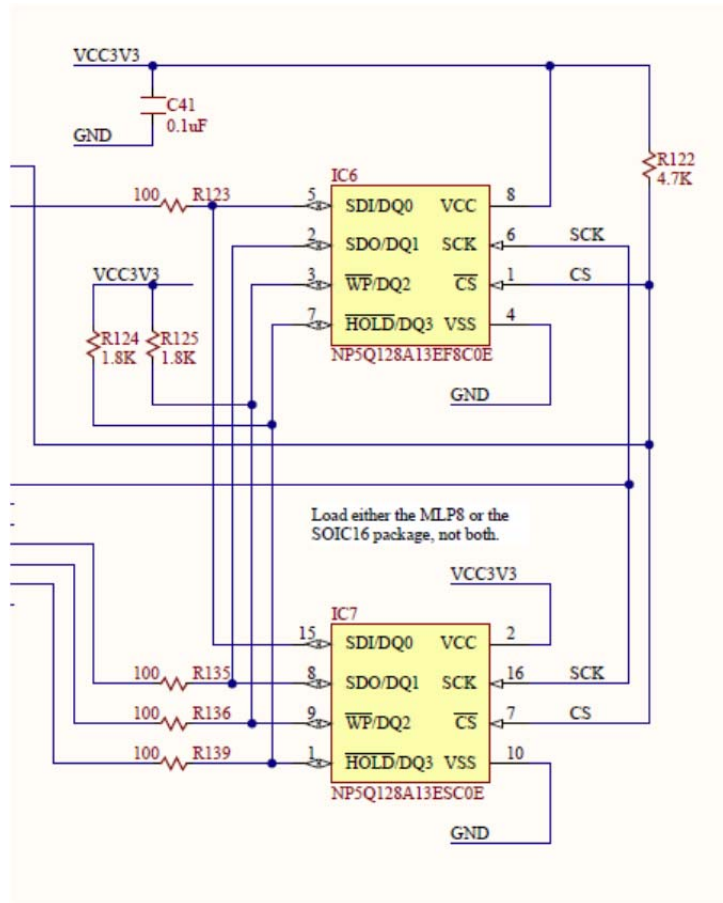 VCC3V3
C41
0.1uF
GND
R122
4.7K
IC6
100 R123 5 SDI/DQ0 VCC 8
2 SDO/DQ1 SCK 6 SCK
VCC3V3 3 WP/DQ2 CS 1 CS
7 HOLD/DQ3 VSS 4
R124 R125
1.8K 1.8K
NP5Q128A13EF8C0E
GND
Load either the MLP8 or the
SOIC16 package, not both.
VCC3V3
IC7
15 SDI/DQ0 VCC 2
100 R135 8 SDO/DQ1 SCK 16 SCK
100 R136 9 WP/DQ2 CS 7 CS
100 R139 1 HOLD/DQ3 VSS 10
NP5Q128A13ESC0E
GND